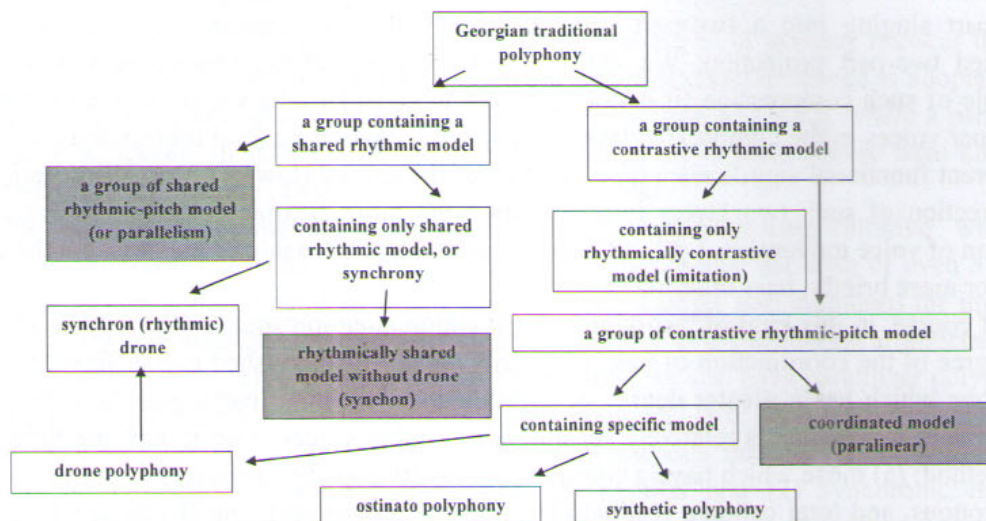 Georgian traditional
polyphony
a group containing a
shared rhythmic model
a group containing a
contrastive rhythmic model
a group of shared
rhythmic-pitch model
(or parallelism)
containing only shared
rhythmic model, or
synchrony
containing only
rhythmically contrastive
model (imitation)
synchron (rhythmic)
drone
rhythmically shared
model without drone
(synchon)
a group of contrastive rhythmic-pitch model
containing specific model
coordinated model
(paralinear)
drone polyphony
ostinato polyphony
synthetic polyphony